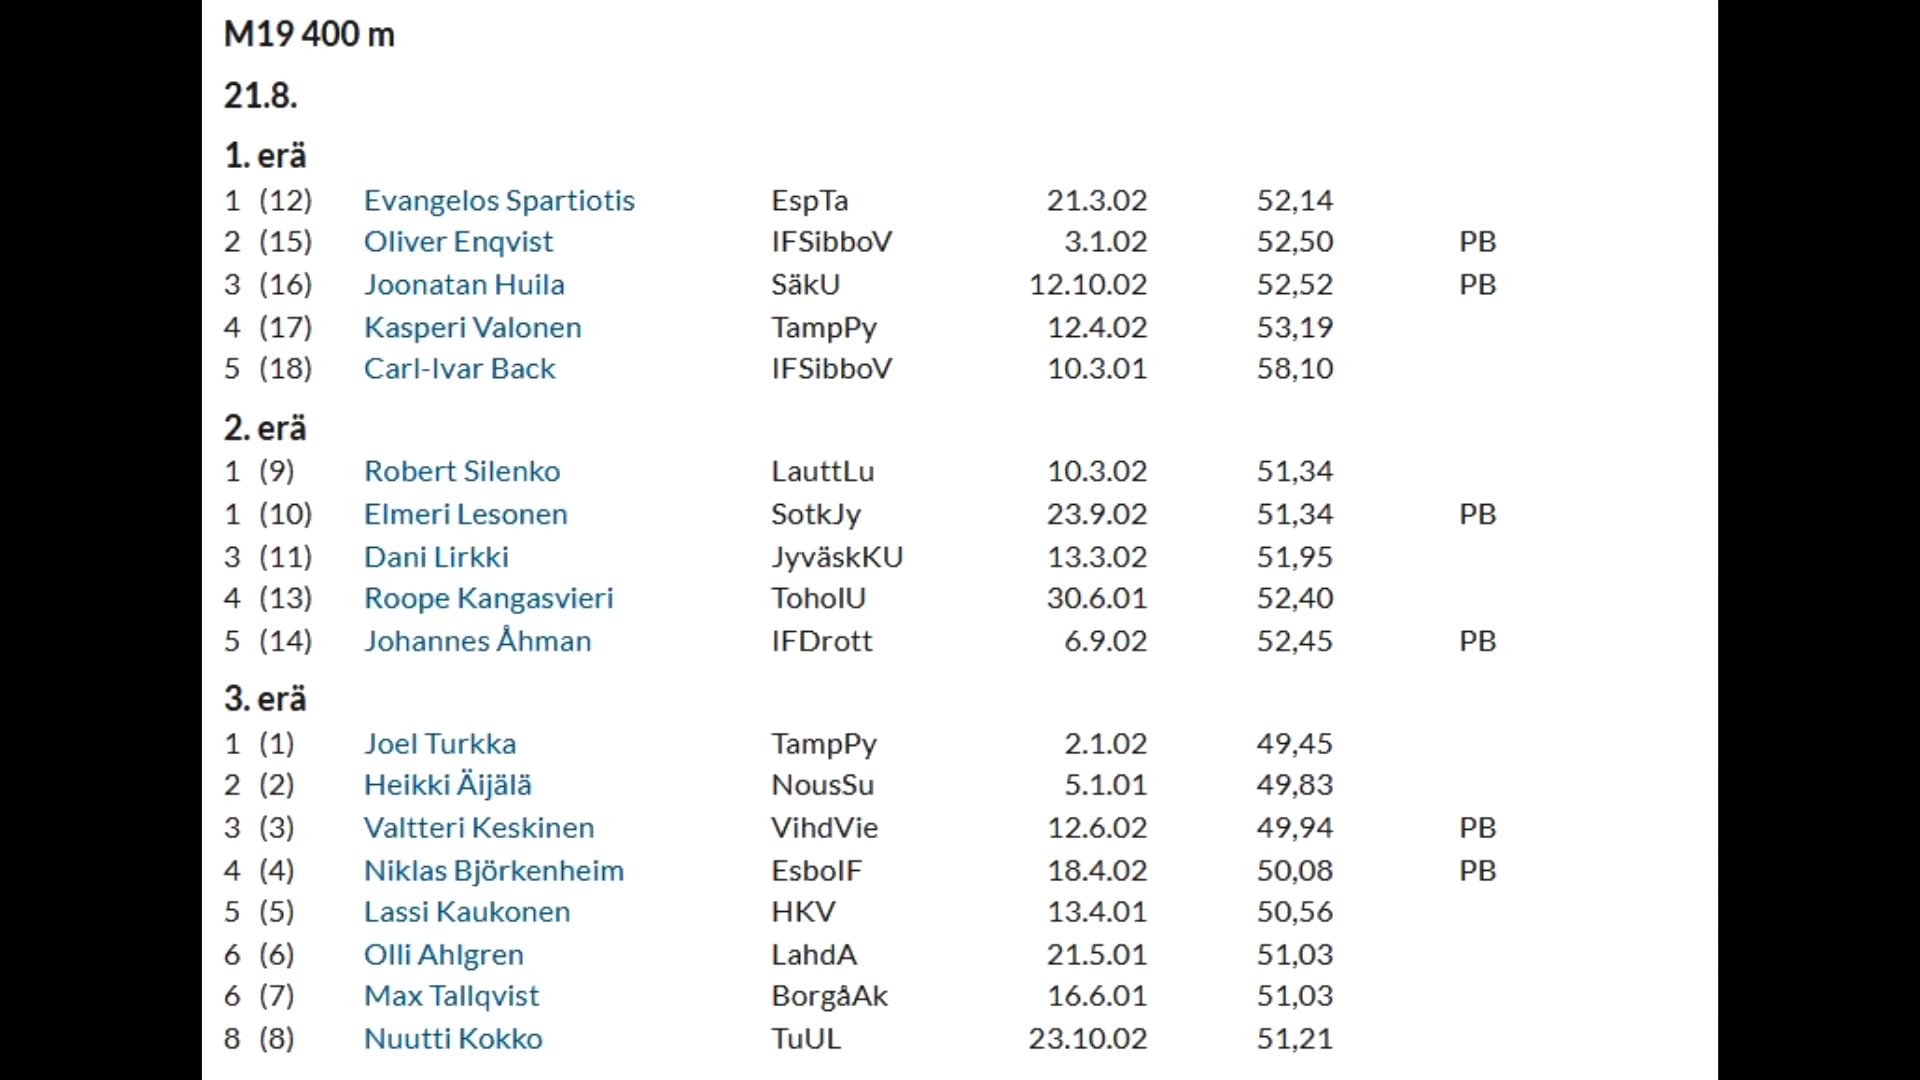 M19 400 m
21.8.
1. erä
1 (12) Evangelos Spartiotis EspTa 21.3.02 52,14
2 (15) Oliver Enqvist IFSibboV 3.1.02 52,50 PB
3 (16) Joonatan Huila SäkU 12.10.02 52,52 PB
4 (17) Kasperi Valonen TampPy 12.4.02 53,19
5 (18) Carl-Ivar Back IFSibboV 10.3.01 58,10
2. erä
1 (9) Robert Silenko LauttLu 10.3.02 51,34
1 (10) Elmeri Lesonen SotkJy 23.9.02 51,34 PB
3 (11) Dani Lirkki JyväskKU 13.3.02 51,95
4 (13) Roope Kangasvieri ToholU 30.6.01 52,40
5 (14) Johannes Åhman IFDrott 6.9.02 52,45 PB
3. erä
1 (1) Joel Turkka TampPy 2.1.02 49,45
2 (2) Heikki Äijälä NousSu 5.1.01 49,83
3 (3) Valtteri Keskinen VihdVie 12.6.02 49,94 PB
4 (4) Niklas Björkenheim EsboIF 18.4.02 50,08 PB
5 (5) Lassi Kaukonen HKV 13.4.01 50,56
6 (6) Olli Ahlgren LahdA 21.5.01 51,03
6 (7) Max Tallqvist BorgåAk 16.6.01 51,03
8 (8) Nuutti Kokko TuUL 23.10.02 51,21